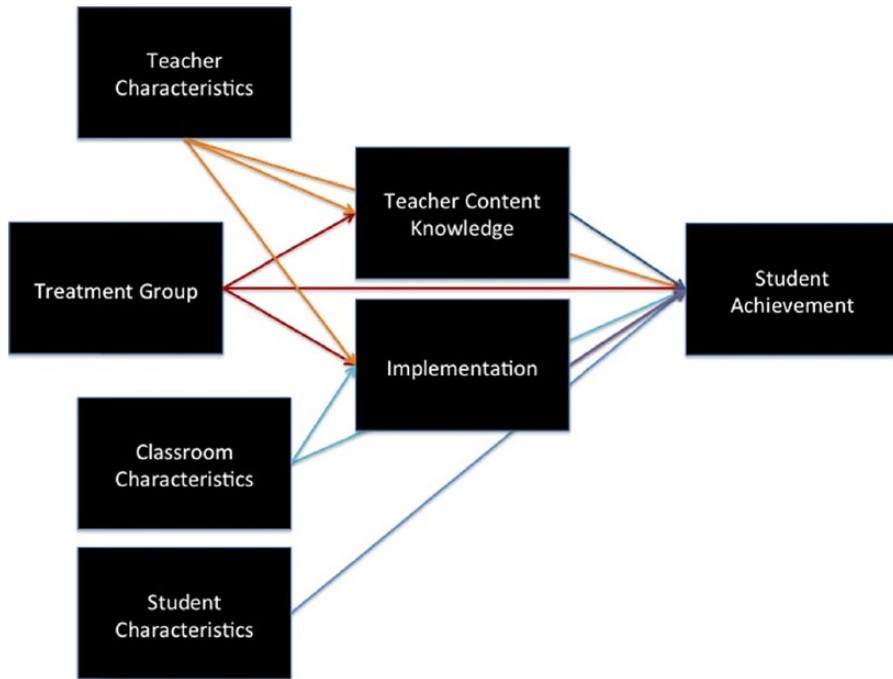 Teacher
Characteristics
Teacher Content
Knowledge
Treatment Group
Student
Achievement
Implementation
Classroom
Characteristics
Student
Characteristics